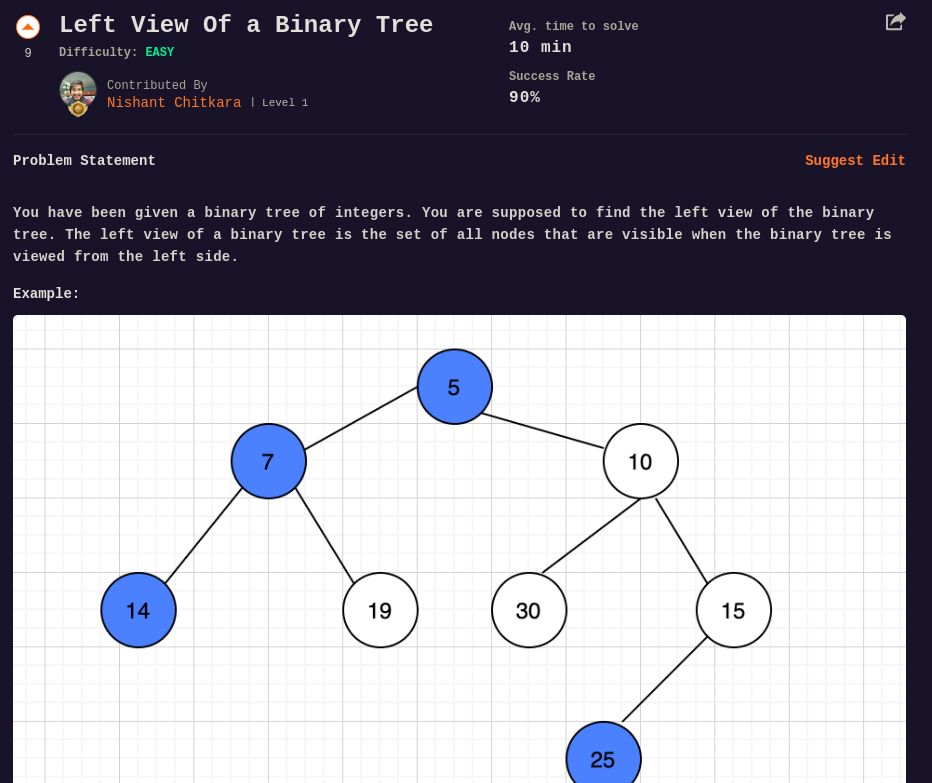 Left View Of a Binary Tree
9
Difficulty: EASY
Contributed By
Nishant Chitkara | Level 1
Avg. time to solve
10 min
Success Rate
90%
Problem Statement
Suggest Edit
You have been given a binary tree of integers. You are supposed to find the left view of the binary
tree. The left view of a binary tree is the set of all nodes that are visible when the binary tree is
viewed from the left side.
Example:
5
7
10
14
19
30
15
25